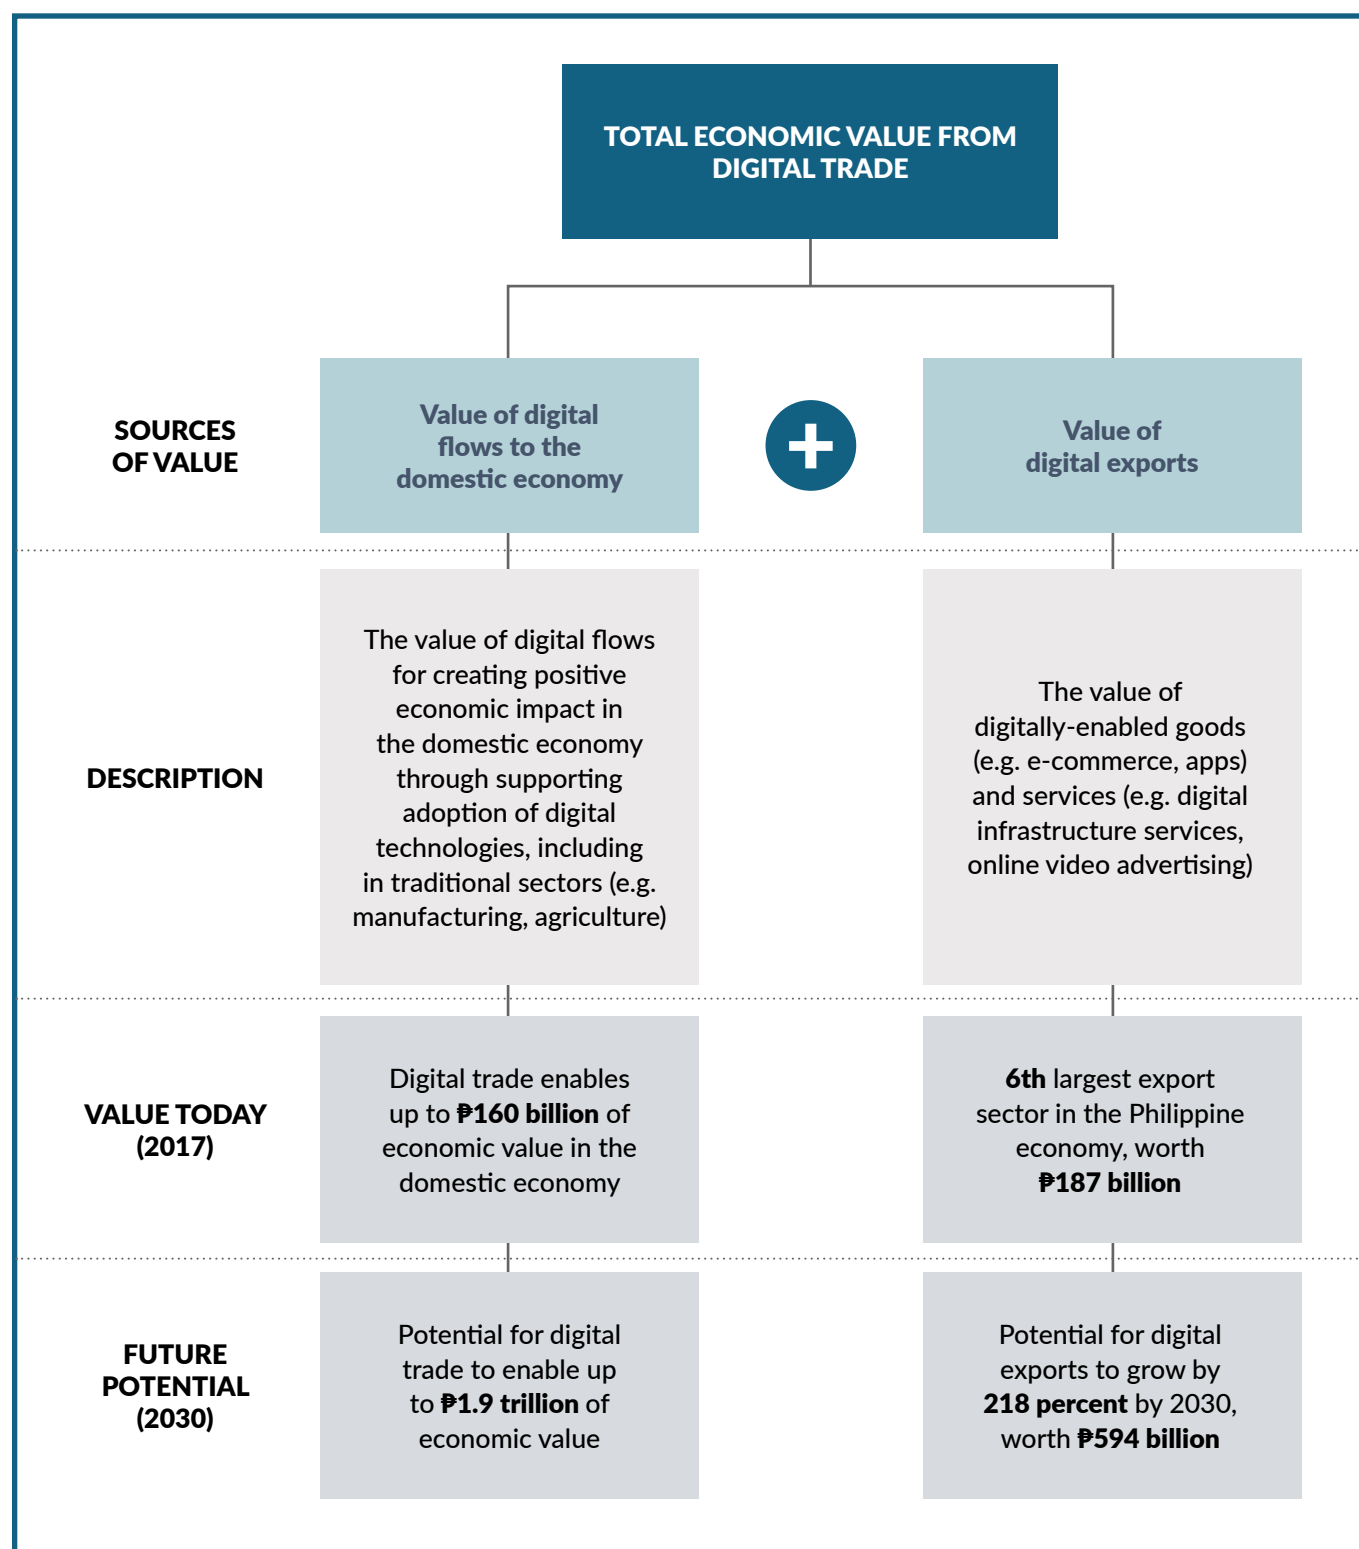 TOTAL ECONOMIC VALUE FROM
DIGITAL TRADE
SOURCES
OF VALUE
Value of digital
flows to the
domestic economy
+
Value of
digital exports
DESCRIPTION
The value of digital flows
for creating positive
economic impact in
the domestic economy
through supporting
adoption of digital
technologies, including
in traditional sectors (e.g.
manufacturing, agriculture)
The value of
digitally-enabled goods
(e.g. e-commerce, apps)
and services (e.g. digital
infrastructure services,
online video advertising)
VALUE TODAY
(2017)
Digital trade enables
up to ₱160 billion of
economic value in the
domestic economy
6th largest export
sector in the Philippine
economy, worth
₱187 billion
FUTURE
POTENTIAL
(2030)
Potential for digital
trade to enable up
to ₱1.9 trillion of
economic value
Potential for digital
exports to grow by
218 percent by 2030,
worth ₱594 billion